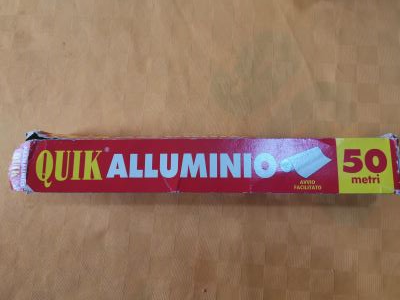 QUIK® ALLUMINIO
AVVIO
FACILITATO
50
metri